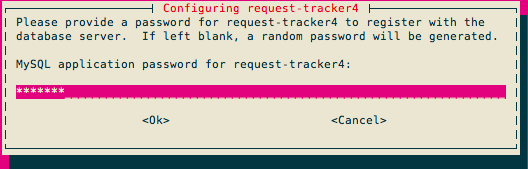 Configuring request-tracker4
Please provide a password for request-tracker4 to register with the
database server.  If left blank, a random password will be generated.
MySQL application password for request-tracker4:
*******
<Ok> <Cancel>